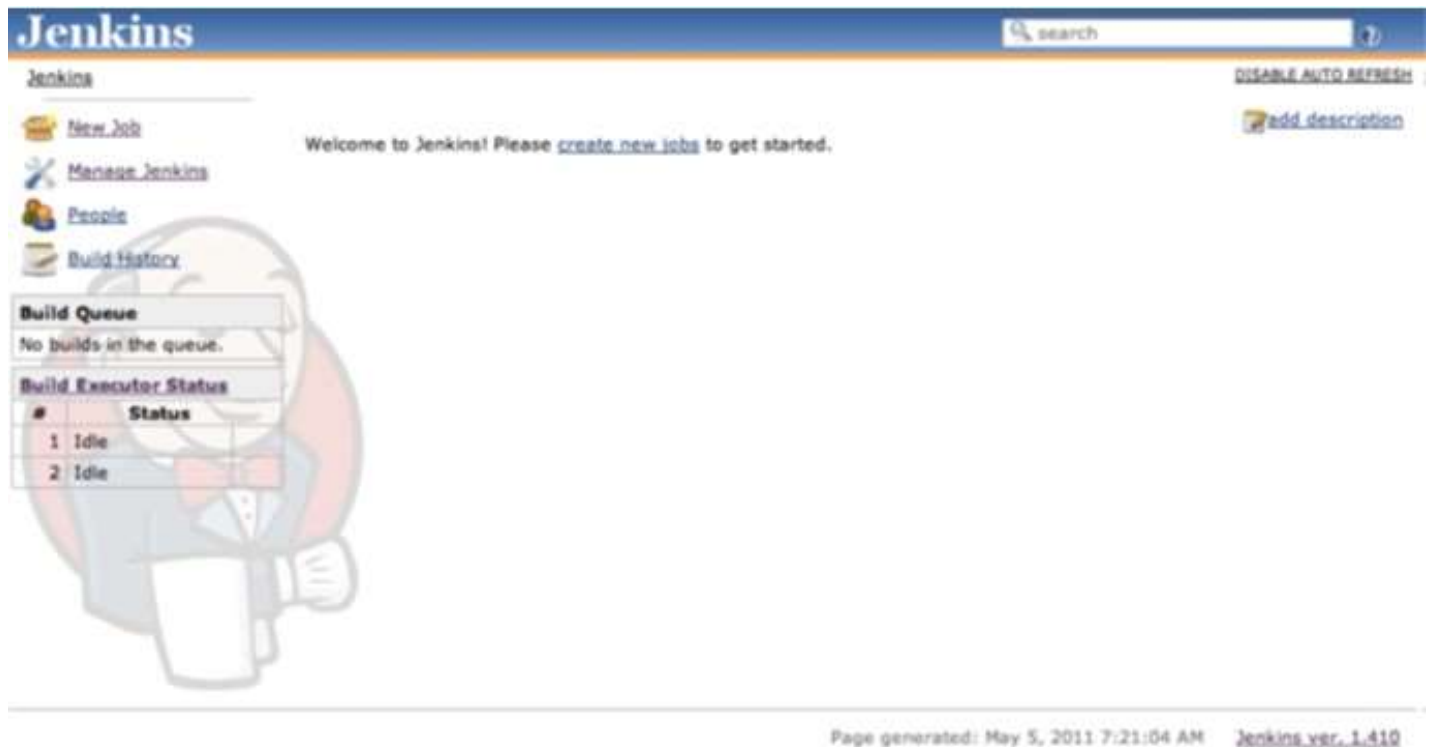 Jenkins
search
Jenkins
DISABLE AUTO REFRESH
New Job
add description
Welcome to Jenkins! Please create new jobs to get started.
Manage Jenkins
People
Build History
Build Queue
No builds in the queue.
Build Executor Status
# Status
1 Idle
2 Idle
Page generated: May 5, 2011 7:21:04 AM Jenkins ver. 1.410